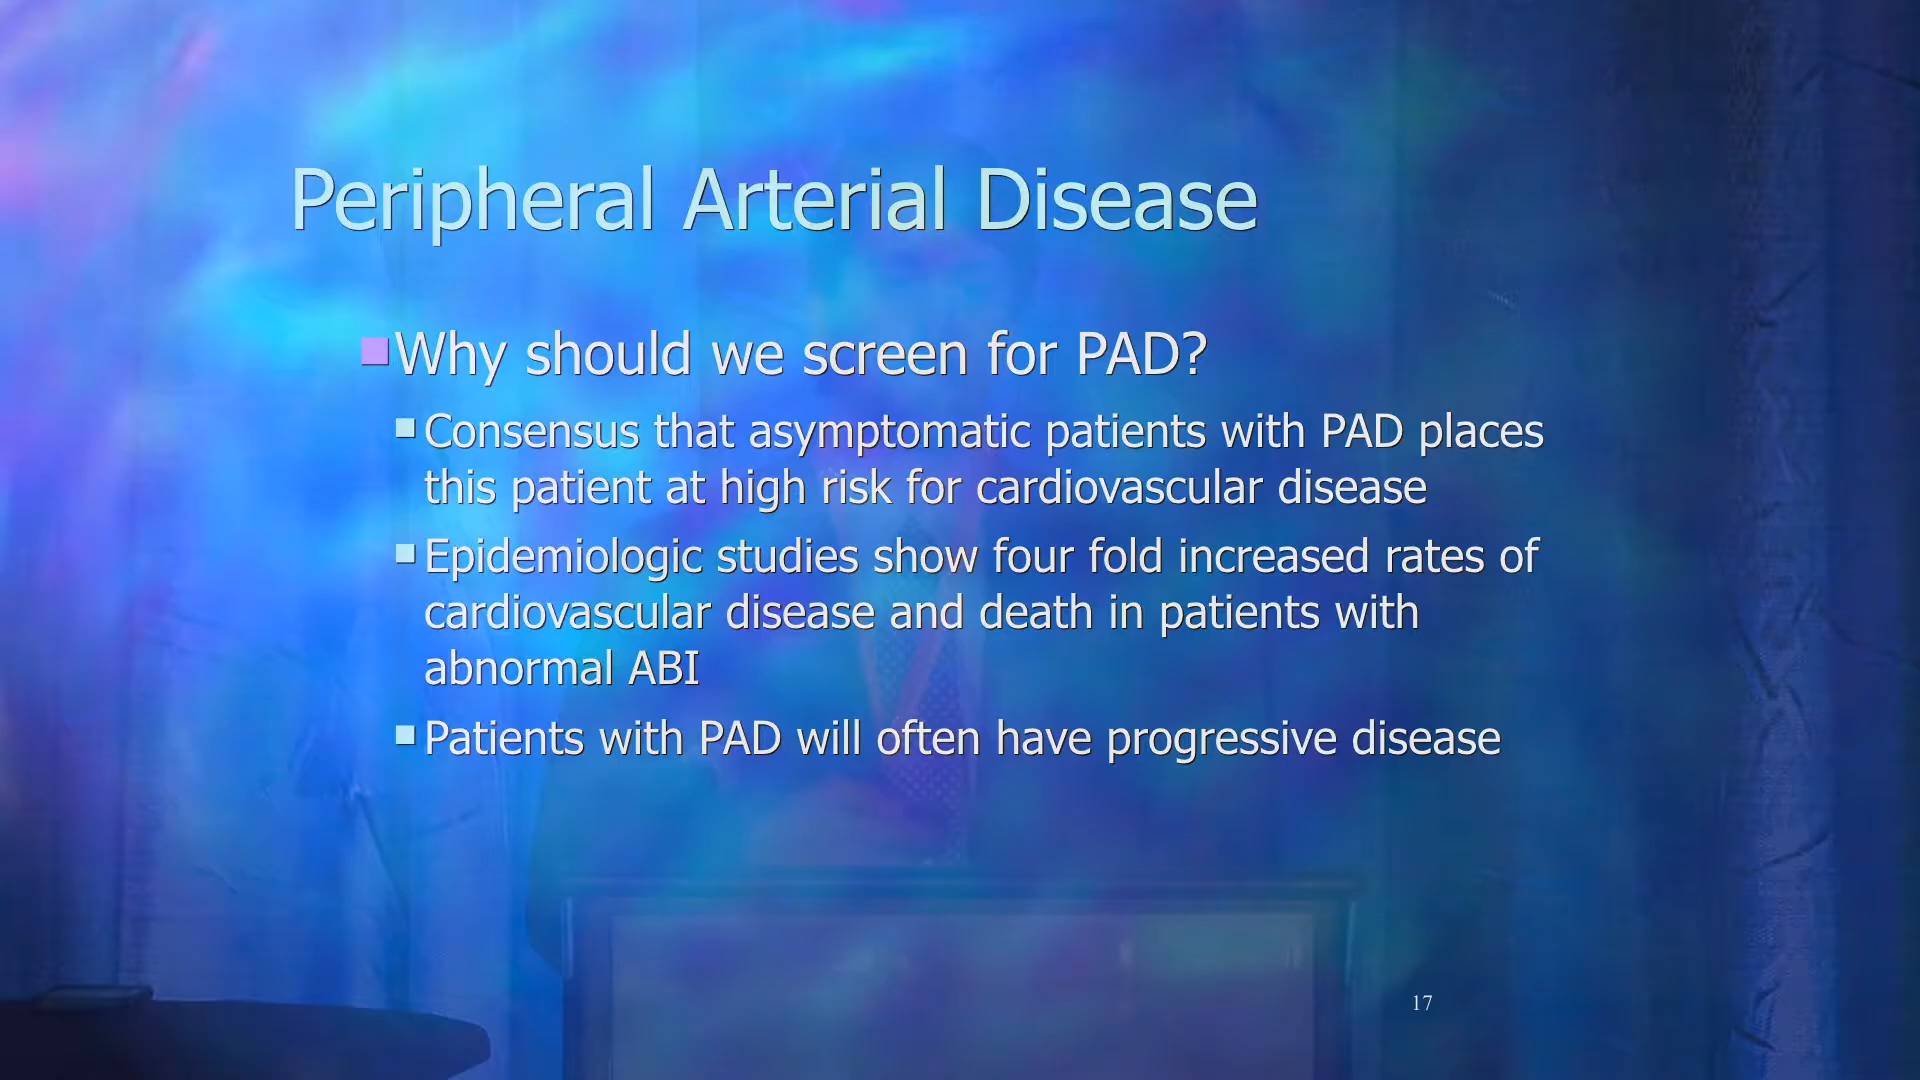 Peripheral Arterial Disease
Why should we screen for PAD?
Consensus that asymptomatic patients with PAD places
this patient at high risk for cardiovascular disease
Epidemiologic studies show four fold increased rates of
cardiovascular disease and death in patients with
abnormal ABI
Patients with PAD will often have progressive disease
17